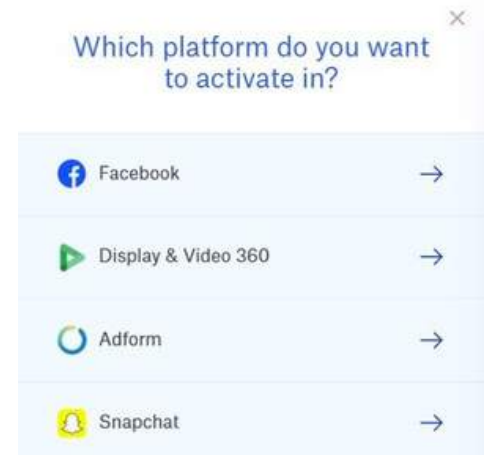 Which platform do you want
to activate in?
Facebook
Display & Video 360
Adform
Snapchat